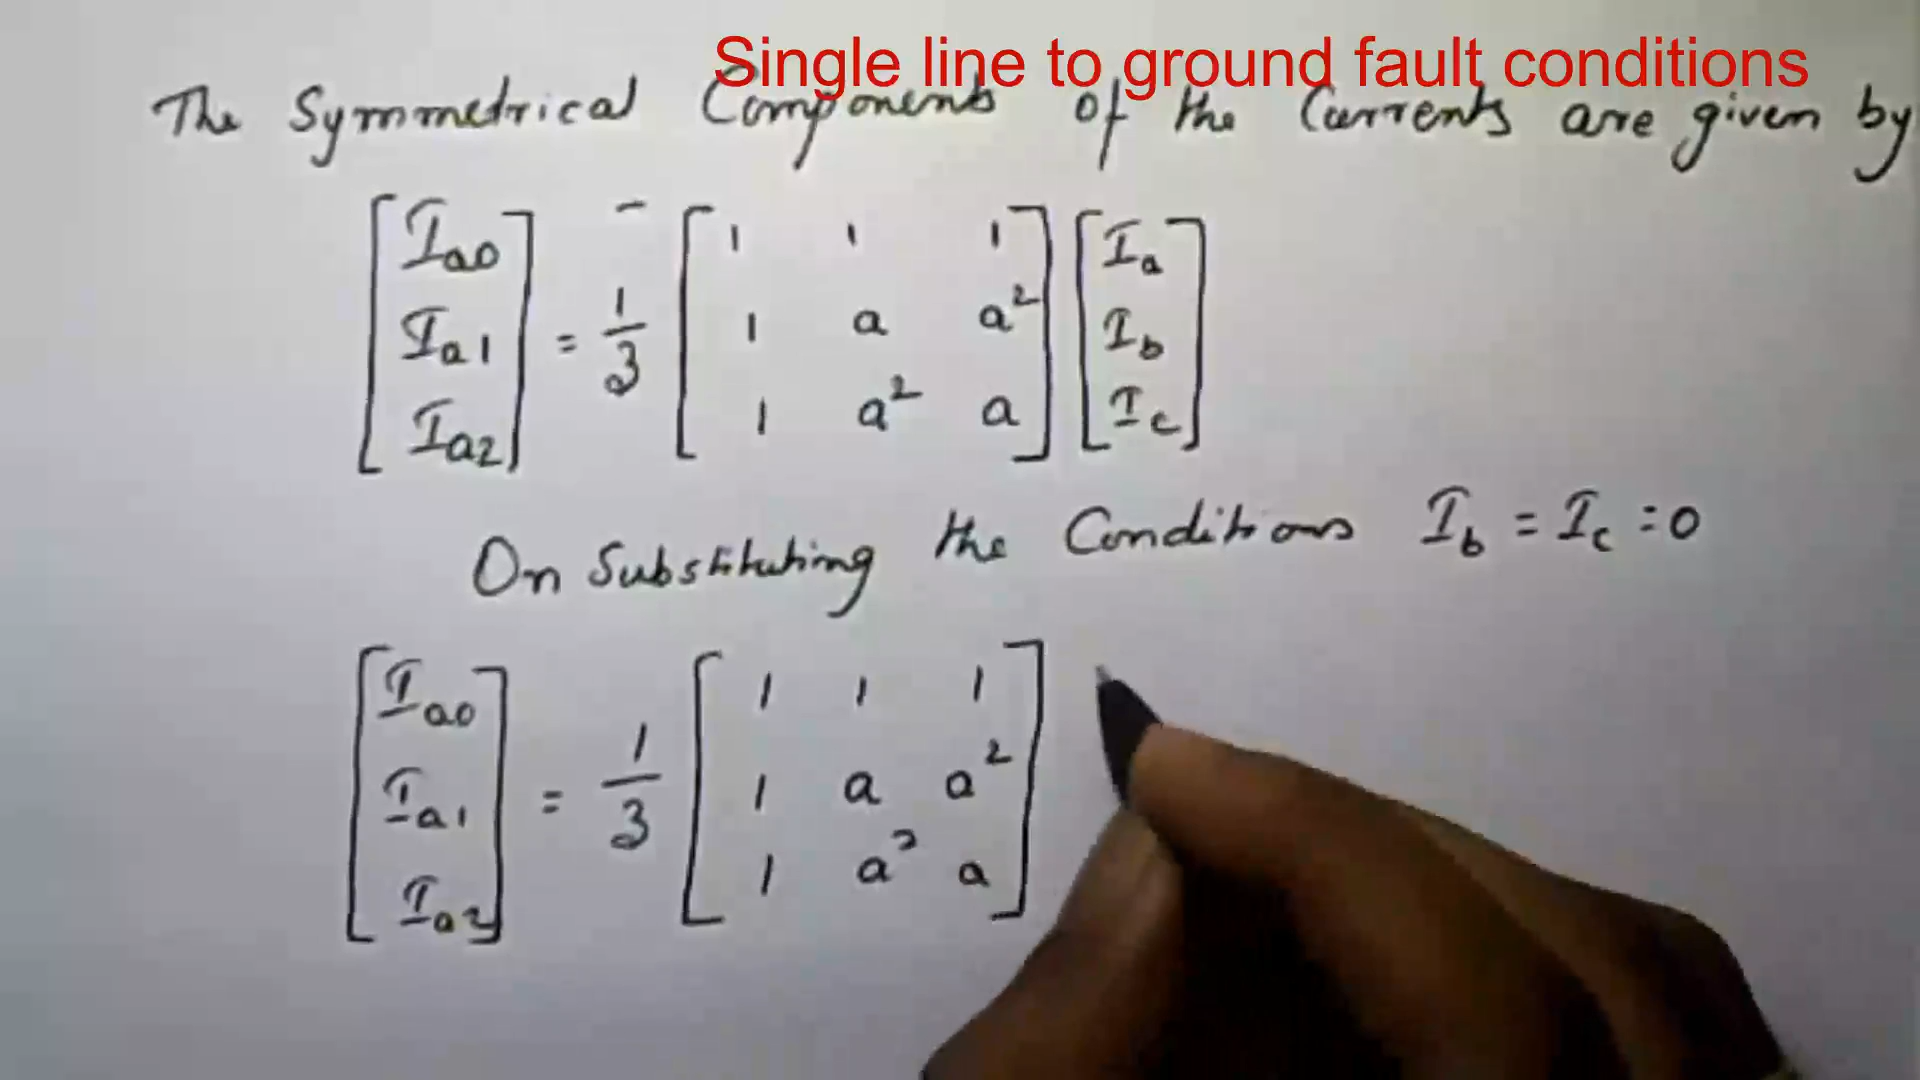 Single line to ground fault conditions
The Symmetrical Components of the Currents are given by
[Ia0 Ia1 Ia2] = 1/3 [1 1 1; 1 a a²; 1 a² a] [Ia Ib Ic]
On Substituting the Conditions Ib = Ic = 0
[Ia0 Ia1 Ia2] = 1/3 [1 1 1; 1 a a²; 1 a² a]